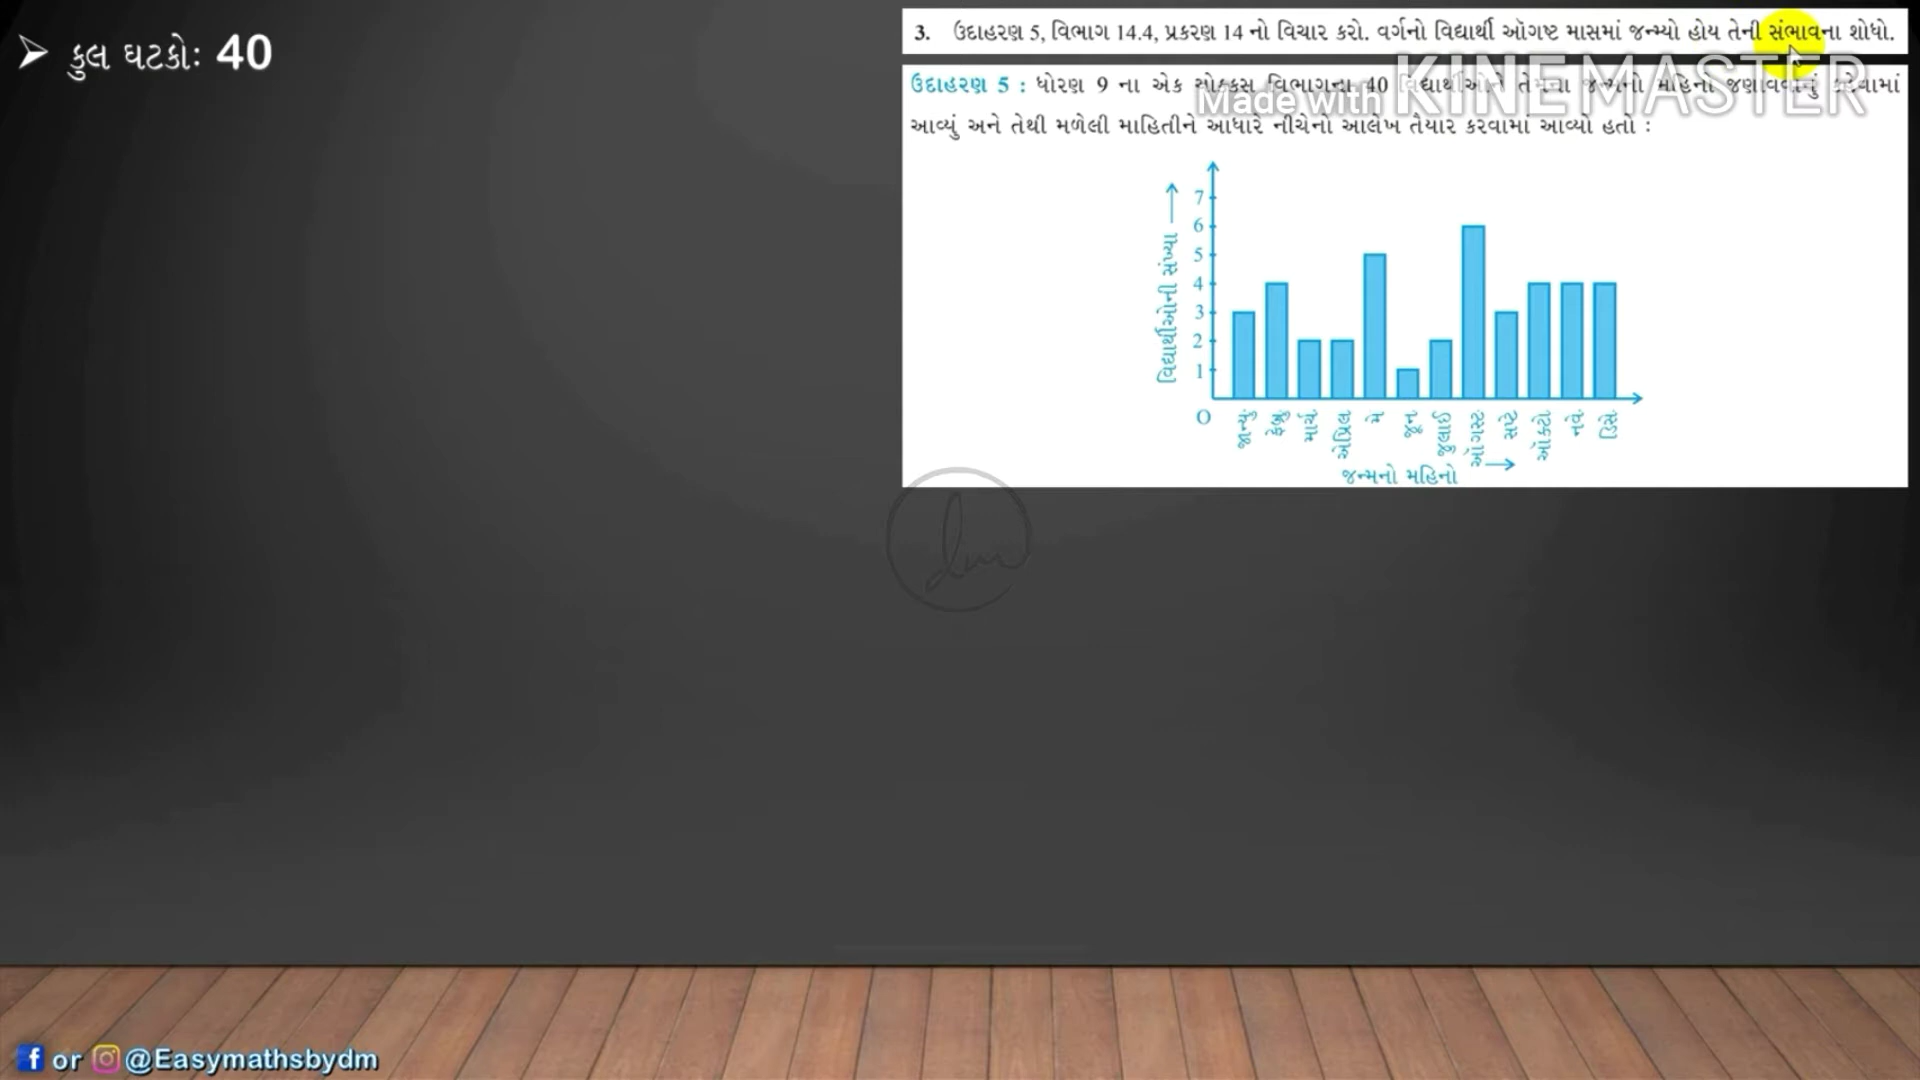 ➢ કુલ ઘટકો: 40
3. ઉદાહરણ 5, વિભાગ 14.4, પ્રકરણ 14 નો વિચાર કરો. વર્ગનો વિદ્યાર્થી ઑગષ્ટ માસમાં જન્મ્યો હોય તેની સંભાવના શોધો.
ઉદાહરણ 5 : ધોરણ 9 ના એક ચોક્કસ વિભાગના 40 વિદ્યાર્થીઓને તેમના જન્મનો મહિનો જણાવવાનું કહેવામાં
Made with KINEMASTER
આવ્યું અને તેથી મળેલી માહિતીને આધારે નીચેનો આલેખ તૈયાર કરવામાં આવ્યો હતો :
વિદ્યાર્થીઓની સંખ્યા
7
6
5
4
3
2
1
O
જાન્યુ. ફેબ્રુ. માર્ચ એપ્રિલ મે જૂન જુલાઈ ઑગસ્ટ સપ્ટે. ઑક્ટો. નવે. ડિસે.
જન્મનો મહિનો
dm
f or @Easymathsbydm